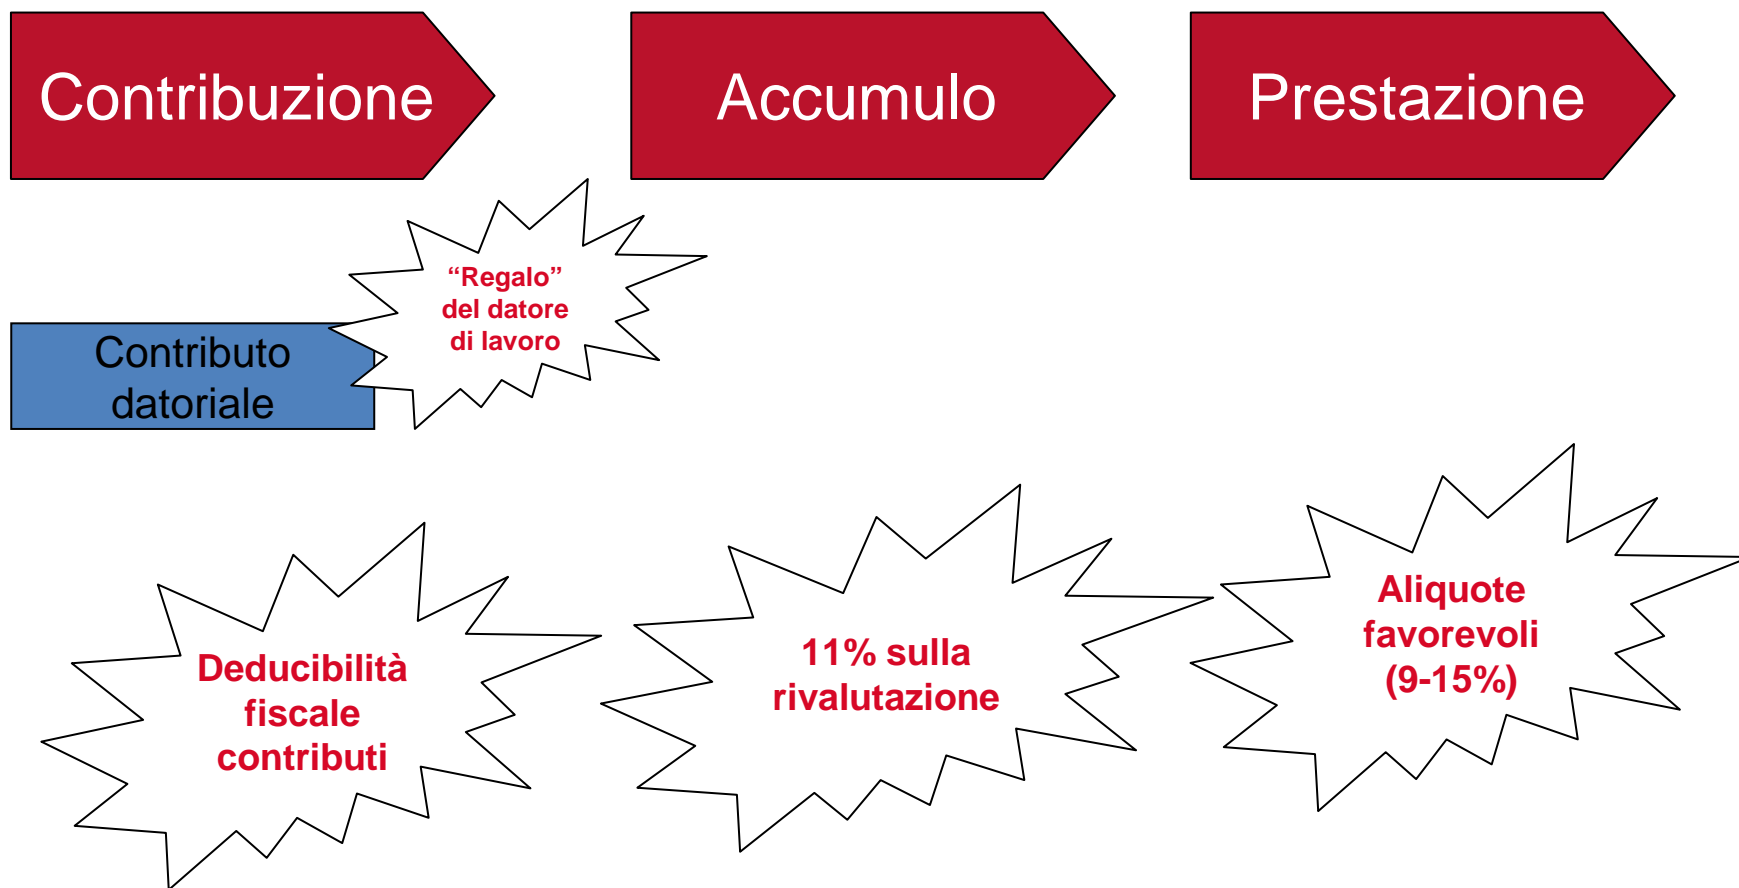 Contribuzione
Accumulo
Prestazione
“Regalo”
del datore
di lavoro
Contributo
datoriale
Deducibilità
fiscale
contributi
11% sulla
rivalutazione
Aliquote
favorevoli
(9-15%)